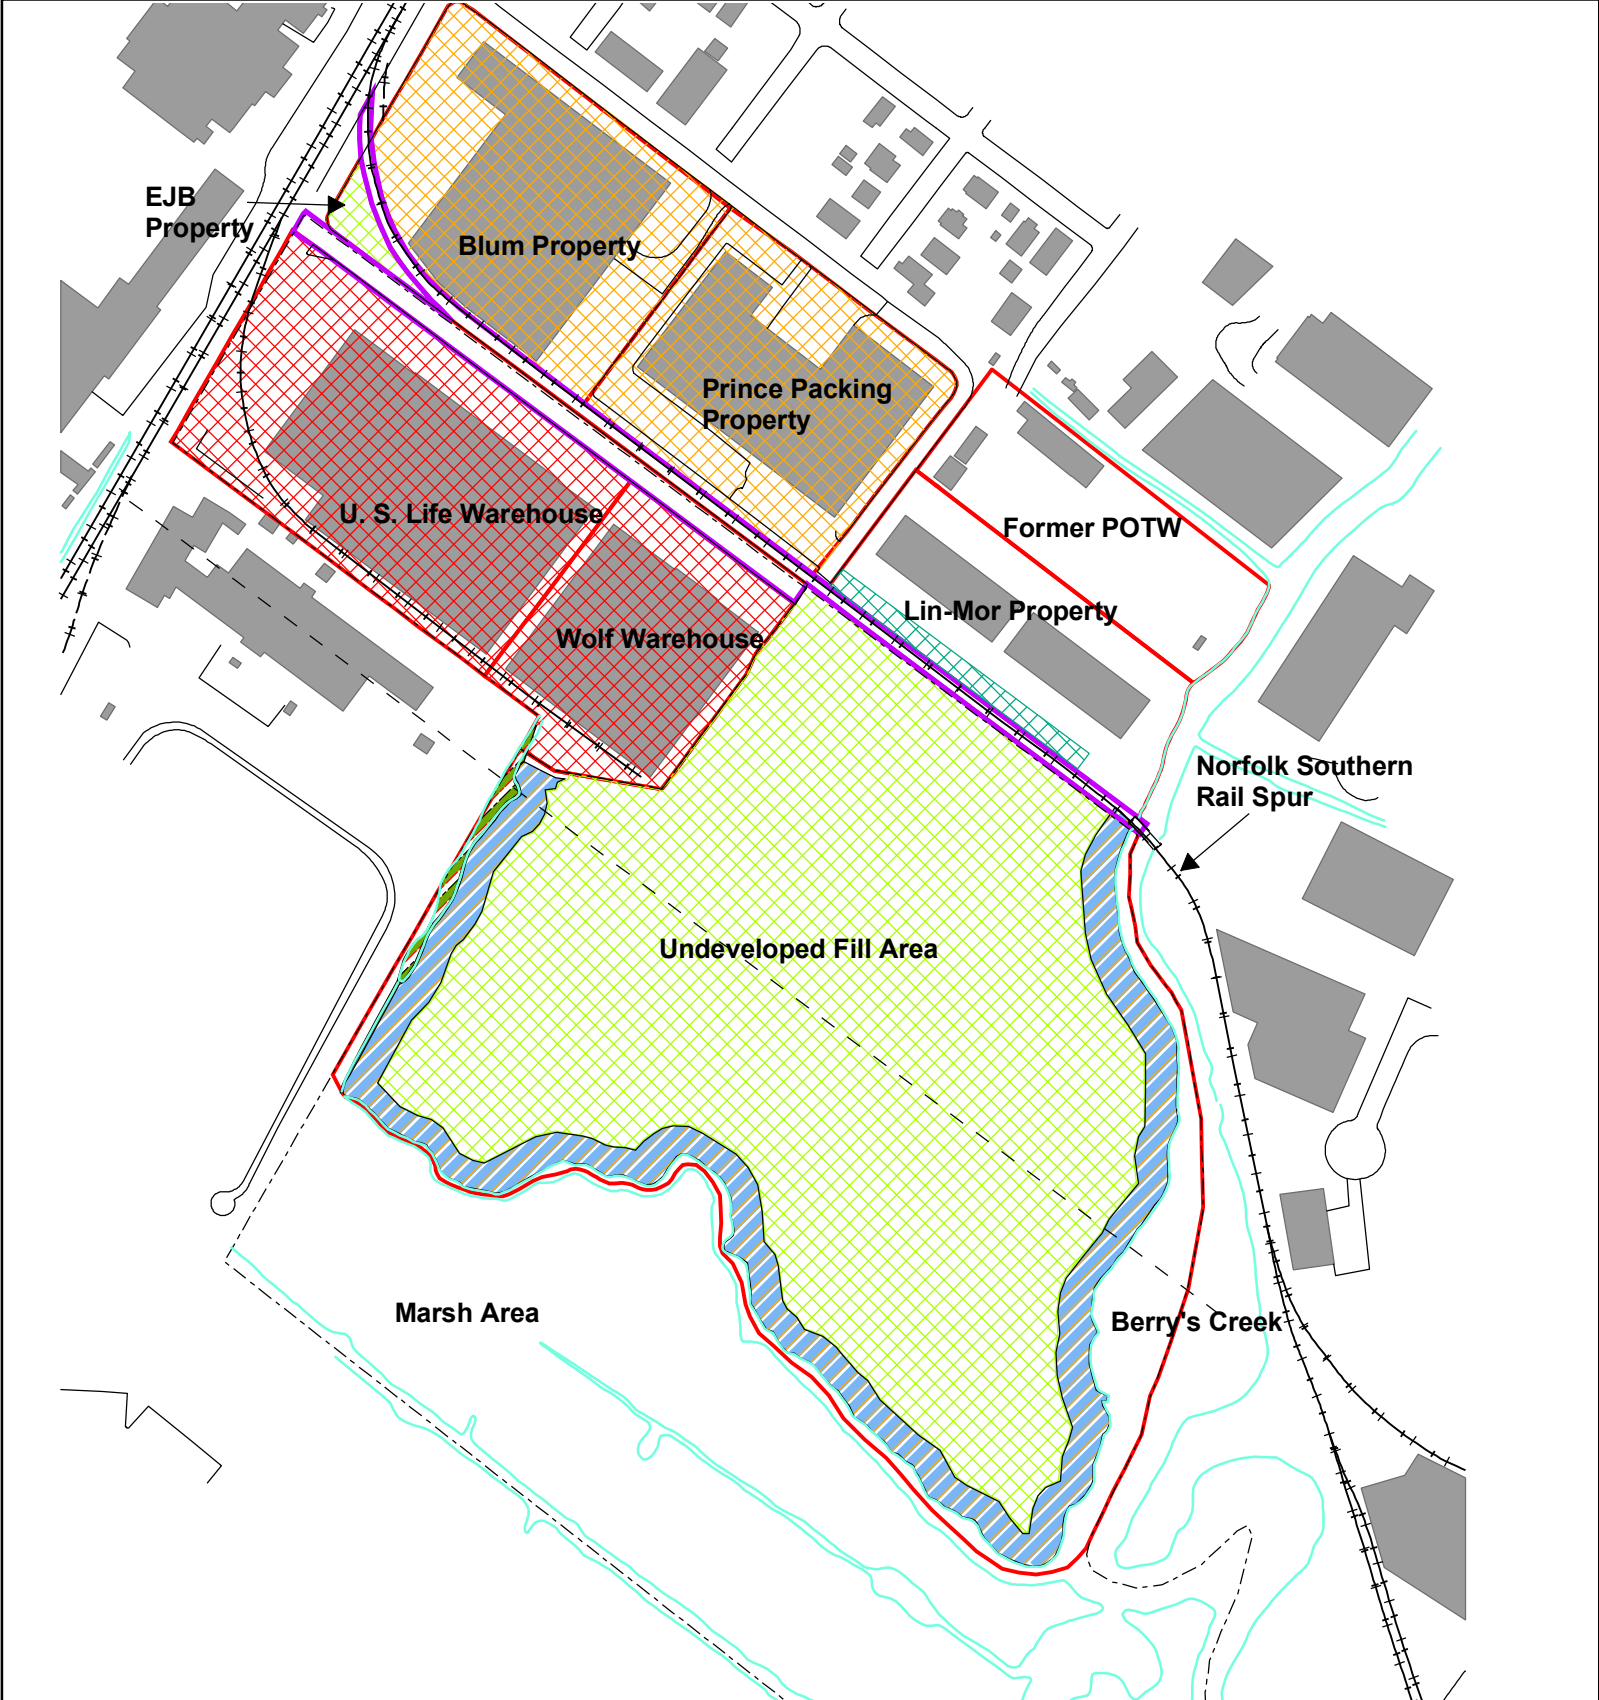 EJB
Property
Blum Property
Prince Packing
Property
U. S. Life Warehouse
Former POTW
Lin-Mor Property
Wolf Warehouse
Norfolk Southern
Rail Spur
Undeveloped Fill Area
Marsh Area
Berry's Creek